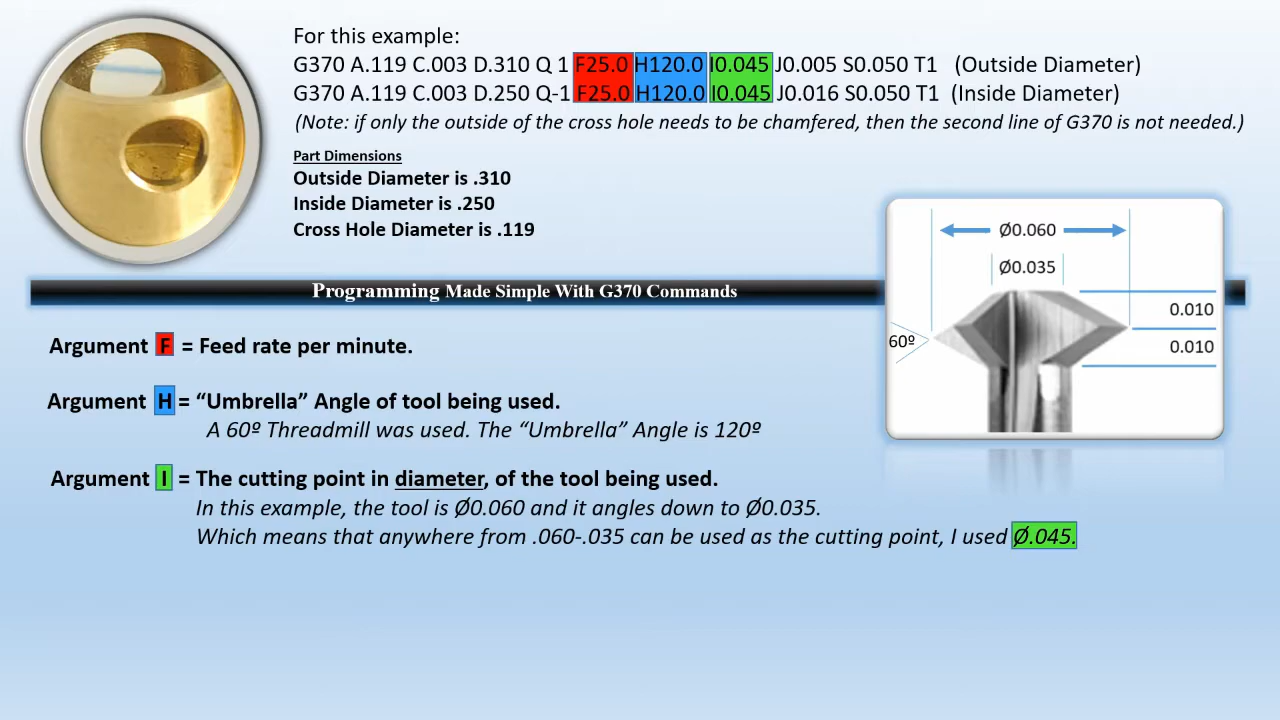 For this example:
G370 A.119 C.003 D.310 Q 1 F25.0 H120.0 I0.045 J0.005 S0.050 T1 (Outside Diameter)
G370 A.119 C.003 D.250 Q-1 F25.0 H120.0 I0.045 J0.016 S0.050 T1 (Inside Diameter)
(Note: if only the outside of the cross hole needs to be chamfered, then the second line of G370 is not needed.)
Part Dimensions
Outside Diameter is .310
Inside Diameter is .250
Cross Hole Diameter is .119
Ø0.060
Ø0.035
0.010
60º
0.010
Programming Made Simple With G370 Commands
Argument F = Feed rate per minute.
Argument H = “Umbrella” Angle of tool being used.
A 60º Threadmill was used. The “Umbrella” Angle is 120º
Argument I = The cutting point in diameter, of the tool being used.
In this example, the tool is Ø0.060 and it angles down to Ø0.035.
Which means that anywhere from .060-.035 can be used as the cutting point, I used Ø.045.